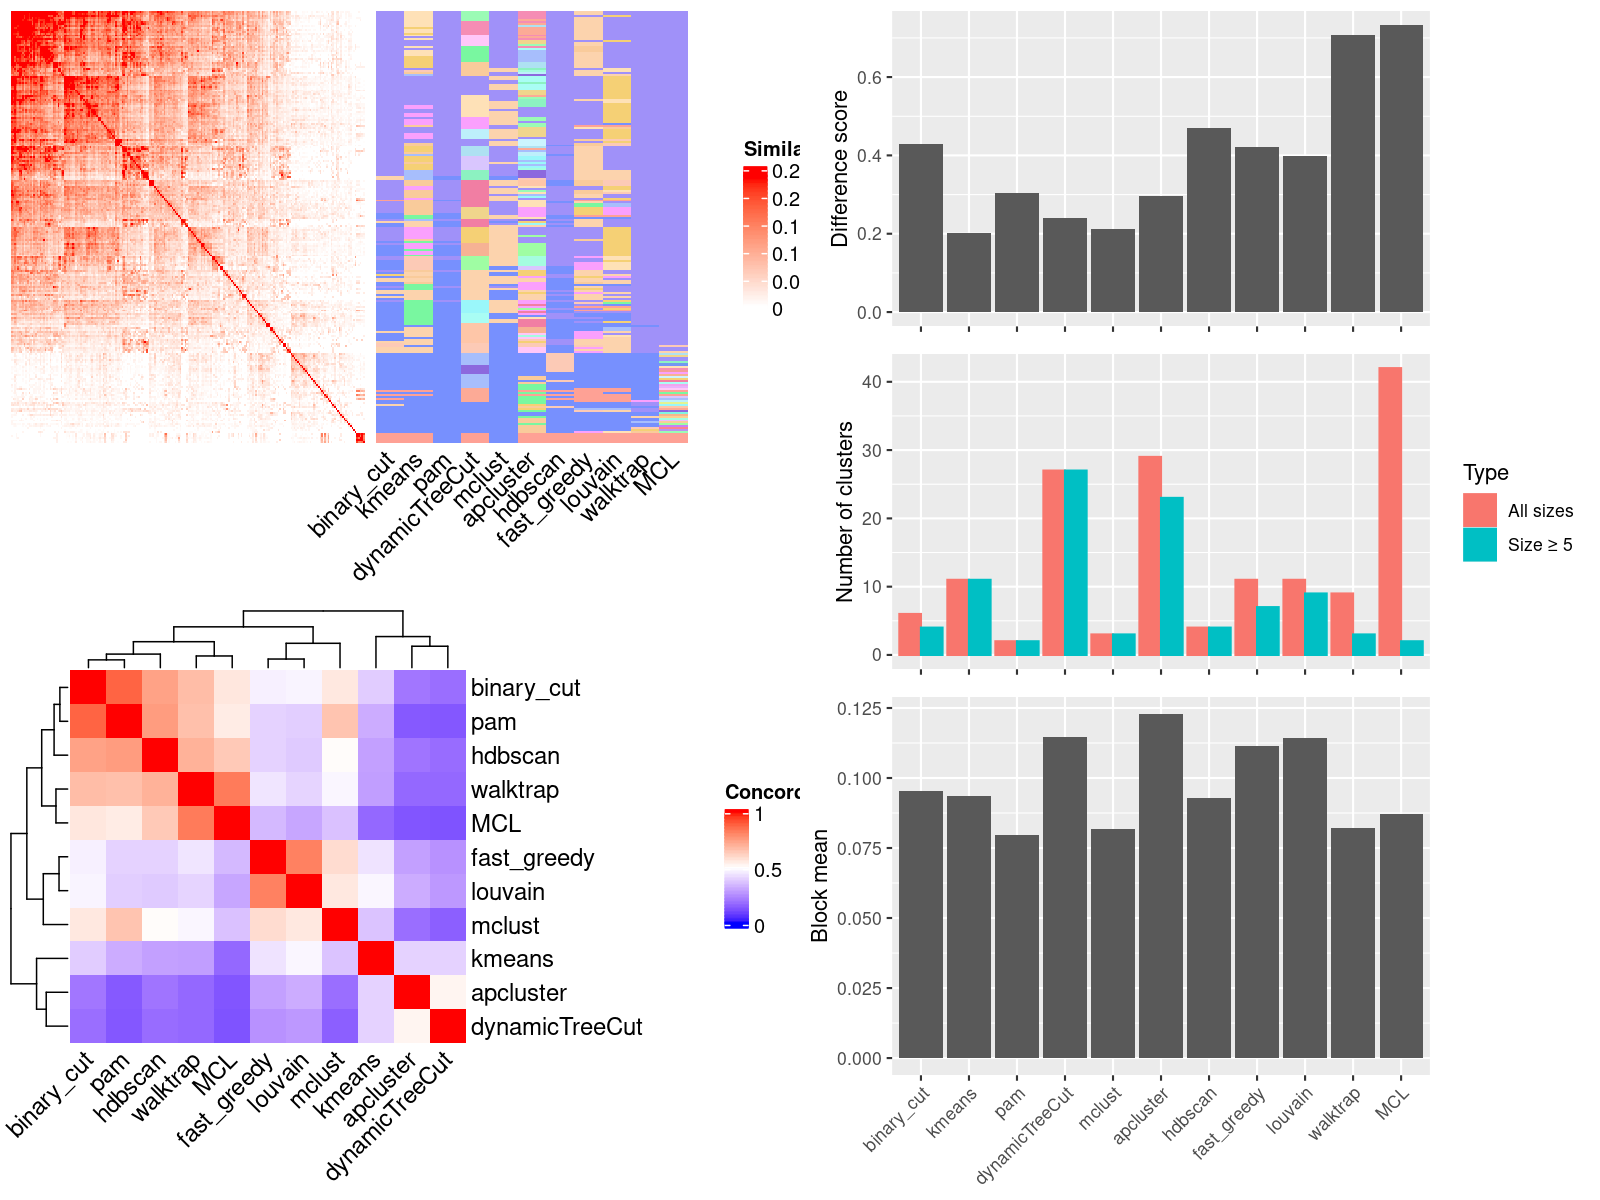 Simila
0.2
0.2
0.1
0.1
0.0
0
binary_cut
kmeans
pam
dynamicTreeCut
mclust
apcluster
hdbscan
fast_greedy
louvain
walktrap
MCL
binary_cut
pam
hdbscan
walktrap
MCL
fast_greedy
louvain
mclust
kmeans
apcluster
dynamicTreeCut
binary_cut
pam
hdbscan
walktrap
MCL
fast_greedy
louvain
mclust
kmeans
apcluster
dynamicTreeCut
Concord
1
0.5
0
Difference score
0.6
0.4
0.2
0.0
Number of clusters
40
30
20
10
0
Type
All sizes
Size ≥ 5
Block mean
0.125
0.100
0.075
0.050
0.025
0.000
binary_cut
kmeans
pam
dynamicTreeCut
mclust
apcluster
hdbscan
fast_greedy
louvain
walktrap
MCL